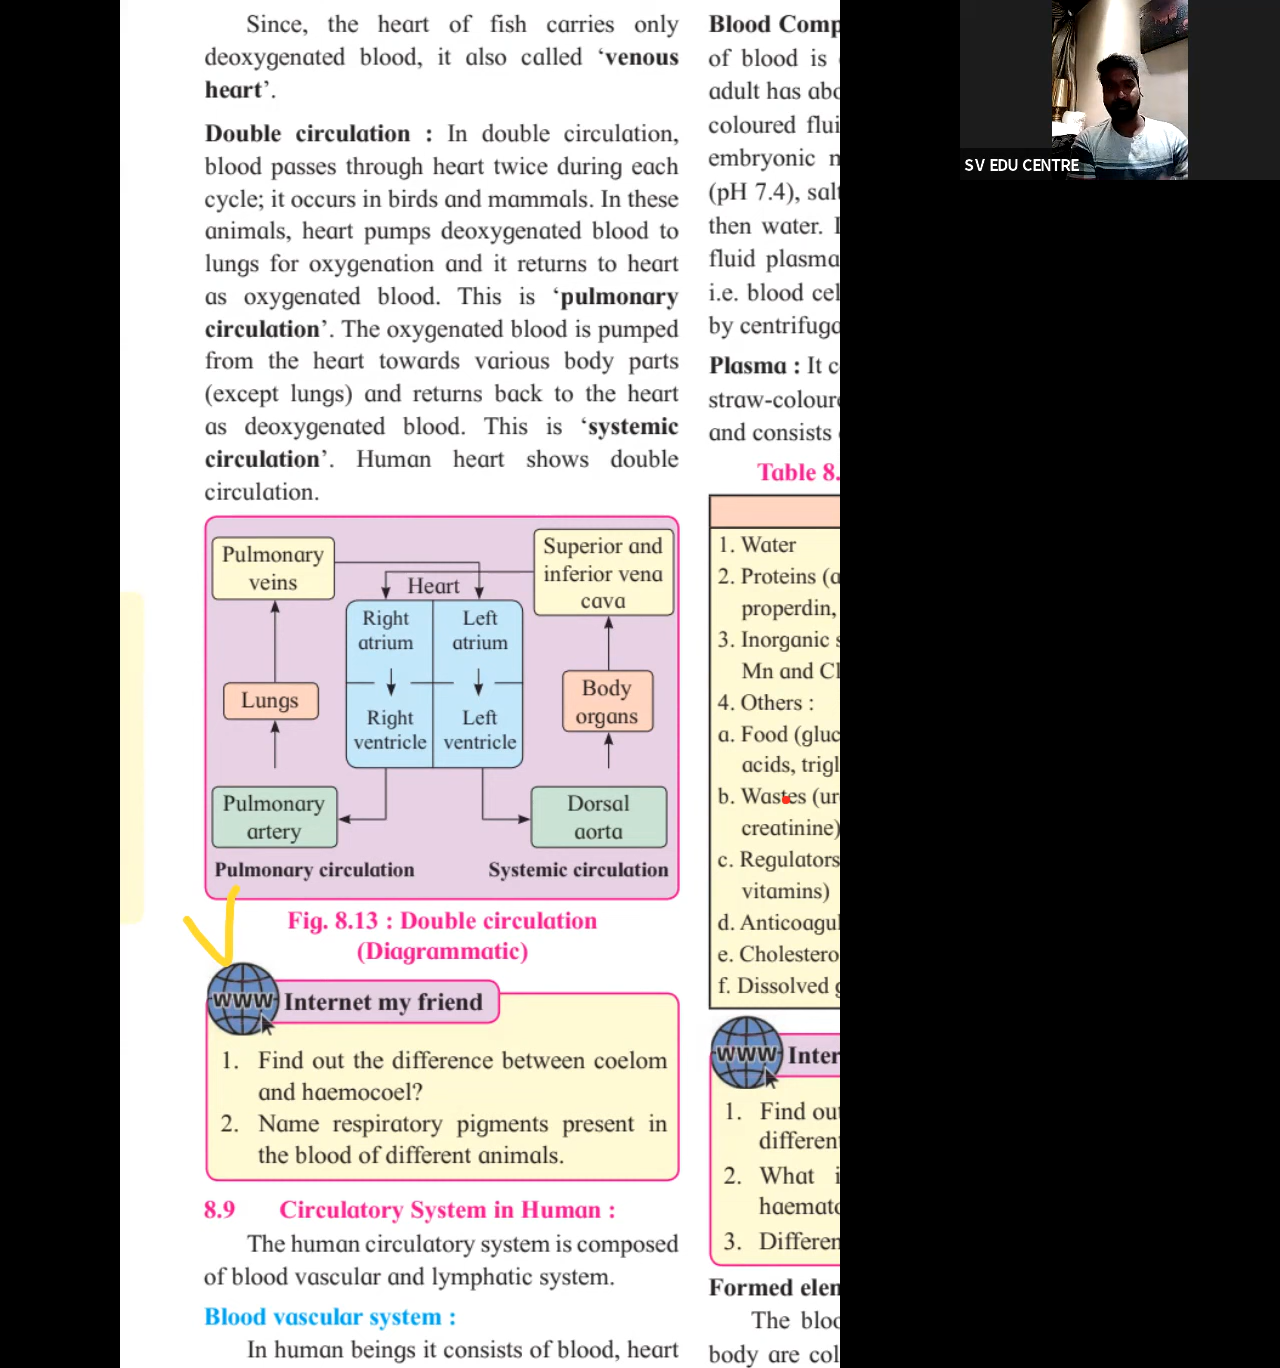 Since, the heart of fish carries only
deoxygenated blood, it also called ‘venous
heart’.
Double circulation : In double circulation,
blood passes through heart twice during each
cycle; it occurs in birds and mammals. In these
animals, heart pumps deoxygenated blood to
lungs for oxygenation and it returns to heart
as oxygenated blood. This is ‘pulmonary
circulation’. The oxygenated blood is pumped
from the heart towards various body parts
(except lungs) and returns back to the heart
as deoxygenated blood. This is ‘systemic
circulation’. Human heart shows double
circulation.
Pulmonary
veins
Heart
Superior and
inferior vena
cava
Right
atrium
Left
atrium
Lungs
Body
organs
Right
ventricle
Left
ventricle
Pulmonary
artery
Dorsal
aorta
Pulmonary circulation
Systemic circulation
Fig. 8.13 : Double circulation
(Diagrammatic)
WWW
Internet my friend
1. Find out the difference between coelom
and haemocoel?
2. Name respiratory pigments present in
the blood of different animals.
8.9 Circulatory System in Human :
The human circulatory system is composed
of blood vascular and lymphatic system.
Blood vascular system :
In human beings it consists of blood, heart
Blood Comp
of blood is
adult has abo
coloured flui
embryonic
(pH 7.4), sal
then water.
fluid plasma
i.e. blood cel
by centrifuga
Plasma : It c
straw-colour
and consists
Table 8.
1. Water
2. Proteins (a
properdin,
3. Inorganic s
Mn and Cl
4. Others :
a. Food (gluc
acids, trigl
b. Wastes (ur
creatinine)
c. Regulators
vitamins)
d. Anticoagul
e. Cholestero
f. Dissolved g
WWW
Inter
1. Find out
different
2. What i
haemato
3. Differen
Formed elem
The bloo
body are col
SV EDU CENTRE